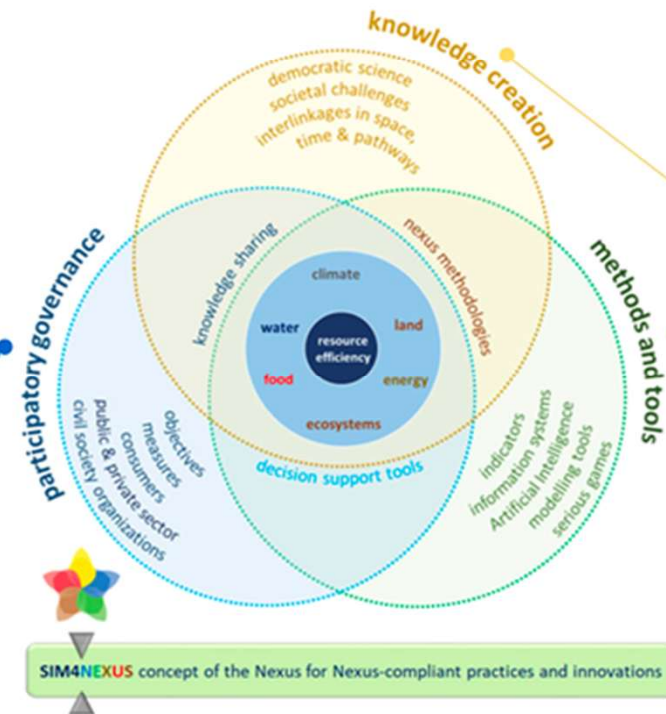 knowledge creation
democratic science
societal challenges
interlinkages in space,
time & pathways
participatory governance
knowledge sharing
nexus methodologies
methods and tools
climate
water
land
resource
efficiency
food
energy
ecosystems
decision support tools
objectives
measures
consumers
public & private sector
civil society organizations
indicators
information systems
Artificial Intelligence
modelling tools
serious games
SIM4NEXUS concept of the Nexus for Nexus-compliant practices and innovations